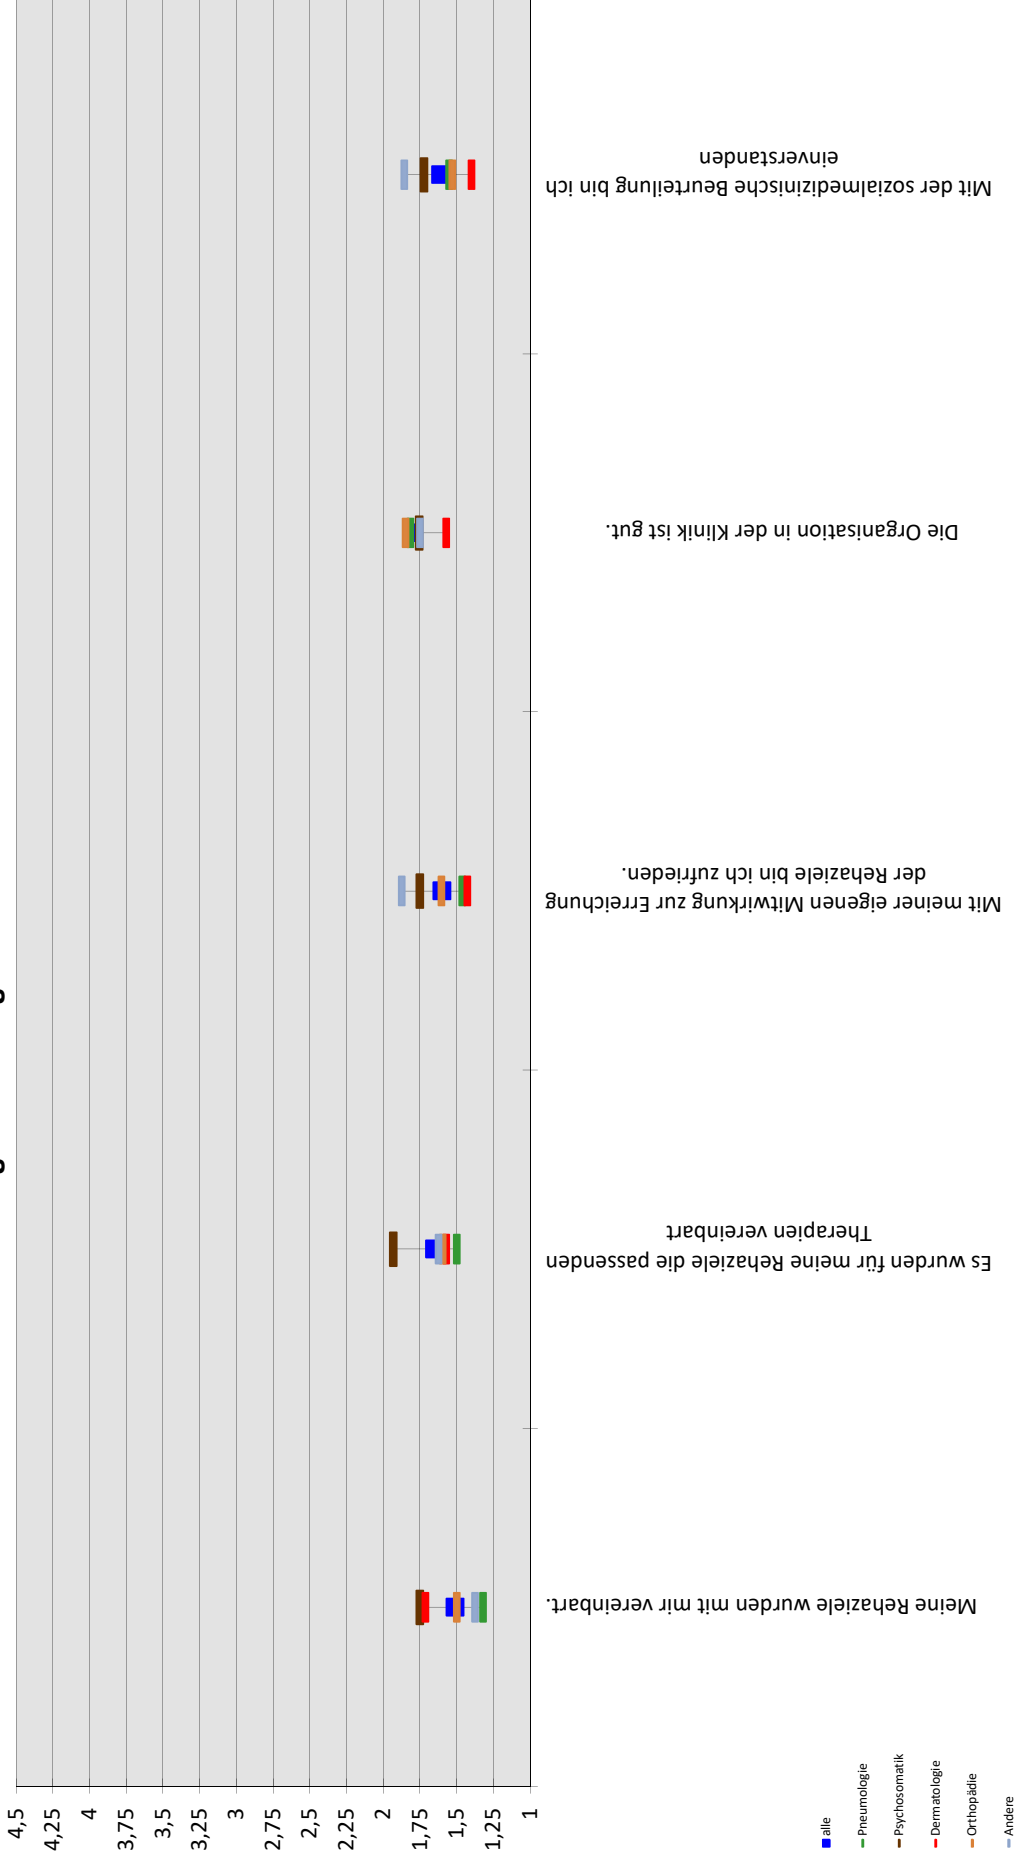 4,5
4,25
4
3,75
3,5
3,25
3
2,75
2,5
2,25
2
1,75
1,5
1,25
1
Meine Rehaziele wurden mit mir vereinbart.
Es wurden für meine Rehaziele die passenden
Therapien vereinbart
Mit meiner eigenen Mitwirkung zur Erreichung
der Rehaziele bin ich zufrieden.
Die Organisation in der Klinik ist gut.
Mit der sozialmedizinische Beurteilung bin ich
einverstanden
alle
Pneumologie
Psychosomatik
Dermatologie
Orthopädie
Andere